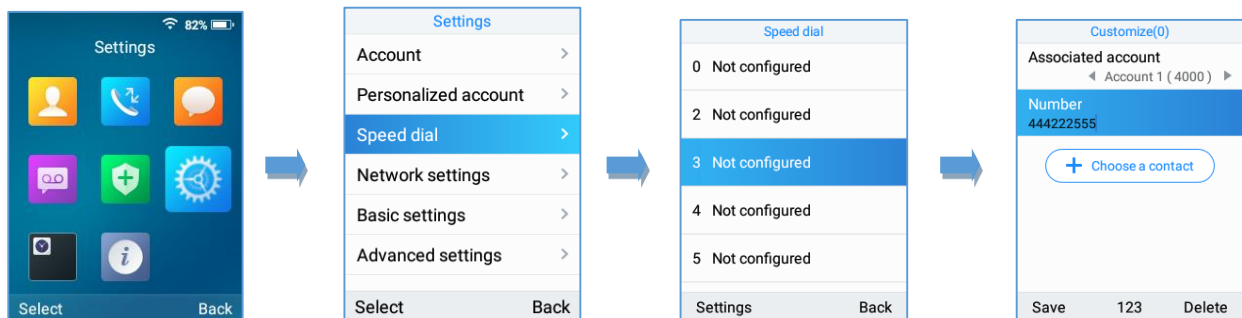 82%
Settings
Select Back
Settings
Account
Personalized account
Speed dial
Network settings
Basic settings
Advanced settings
Select Back
Speed dial
0 Not configured
2 Not configured
3 Not configured
4 Not configured
5 Not configured
Settings Back
Customize(0)
Associated account
Account 1 ( 4000 )
Number
444222555
+ Choose a contact
Save 123 Delete